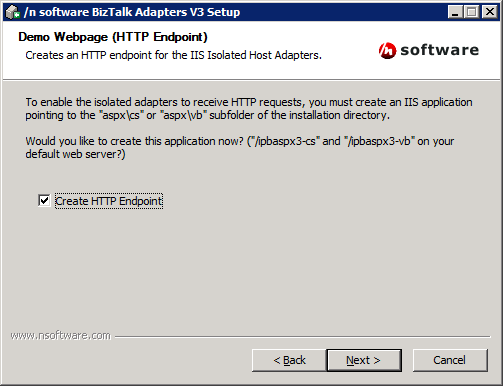 /n software BizTalk Adapters V3 Setup
Demo Webpage (HTTP Endpoint)
Creates an HTTP endpoint for the IIS Isolated Host Adapters.
/n software
To enable the isolated adapters to receive HTTP requests, you must create an IIS application
pointing to the "aspx\cs" or "aspx\vb" subfolder of the installation directory.
Would you like to create this application now? ("/ipbaspx3-cs" and "/ipbaspx3-vb" on your
default web server?)
Create HTTP Endpoint
www.nsoftware.com
< Back
Next >
Cancel